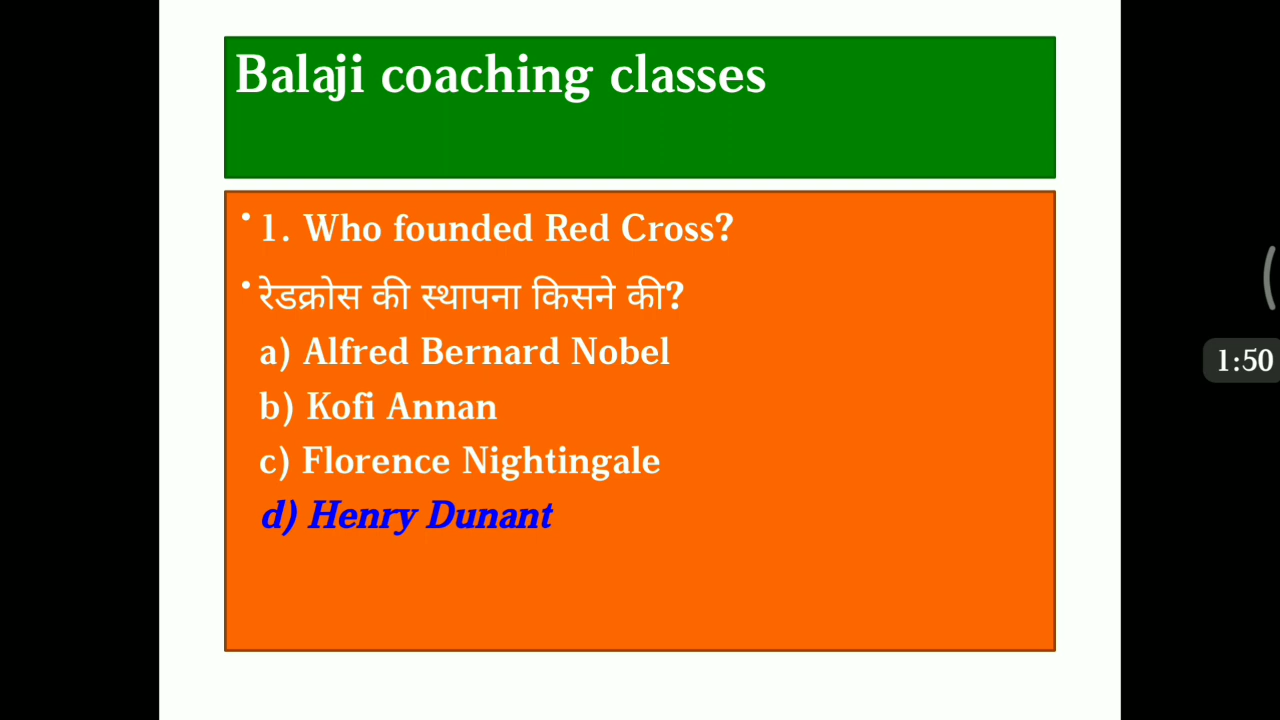 Balaji coaching classes
• 1. Who founded Red Cross?
• रेडक्रोस की स्थापना किसने की?
a) Alfred Bernard Nobel
b) Kofi Annan
c) Florence Nightingale
d) Henry Dunant
1:50